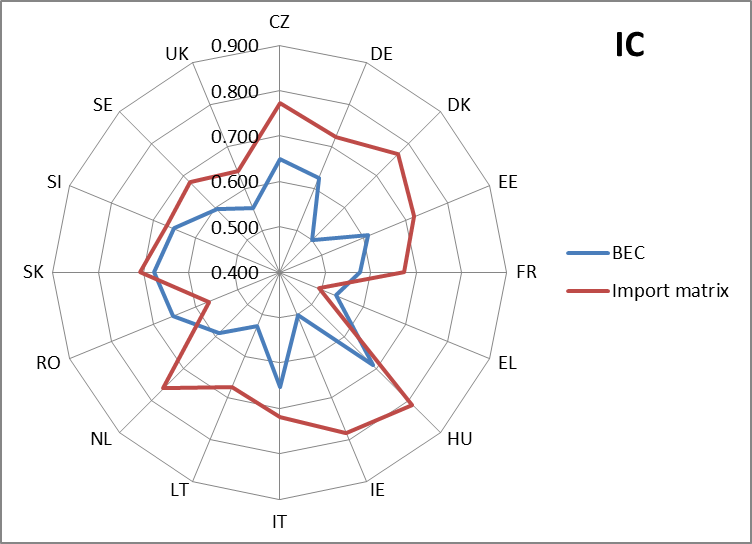 IC
CZ
DE
DK
EE
FR
EL
HU
IE
IT
LT
NL
RO
SK
SI
SE
UK
0.900
0.800
0.700
0.600
0.500
0.400
BEC
Import matrix